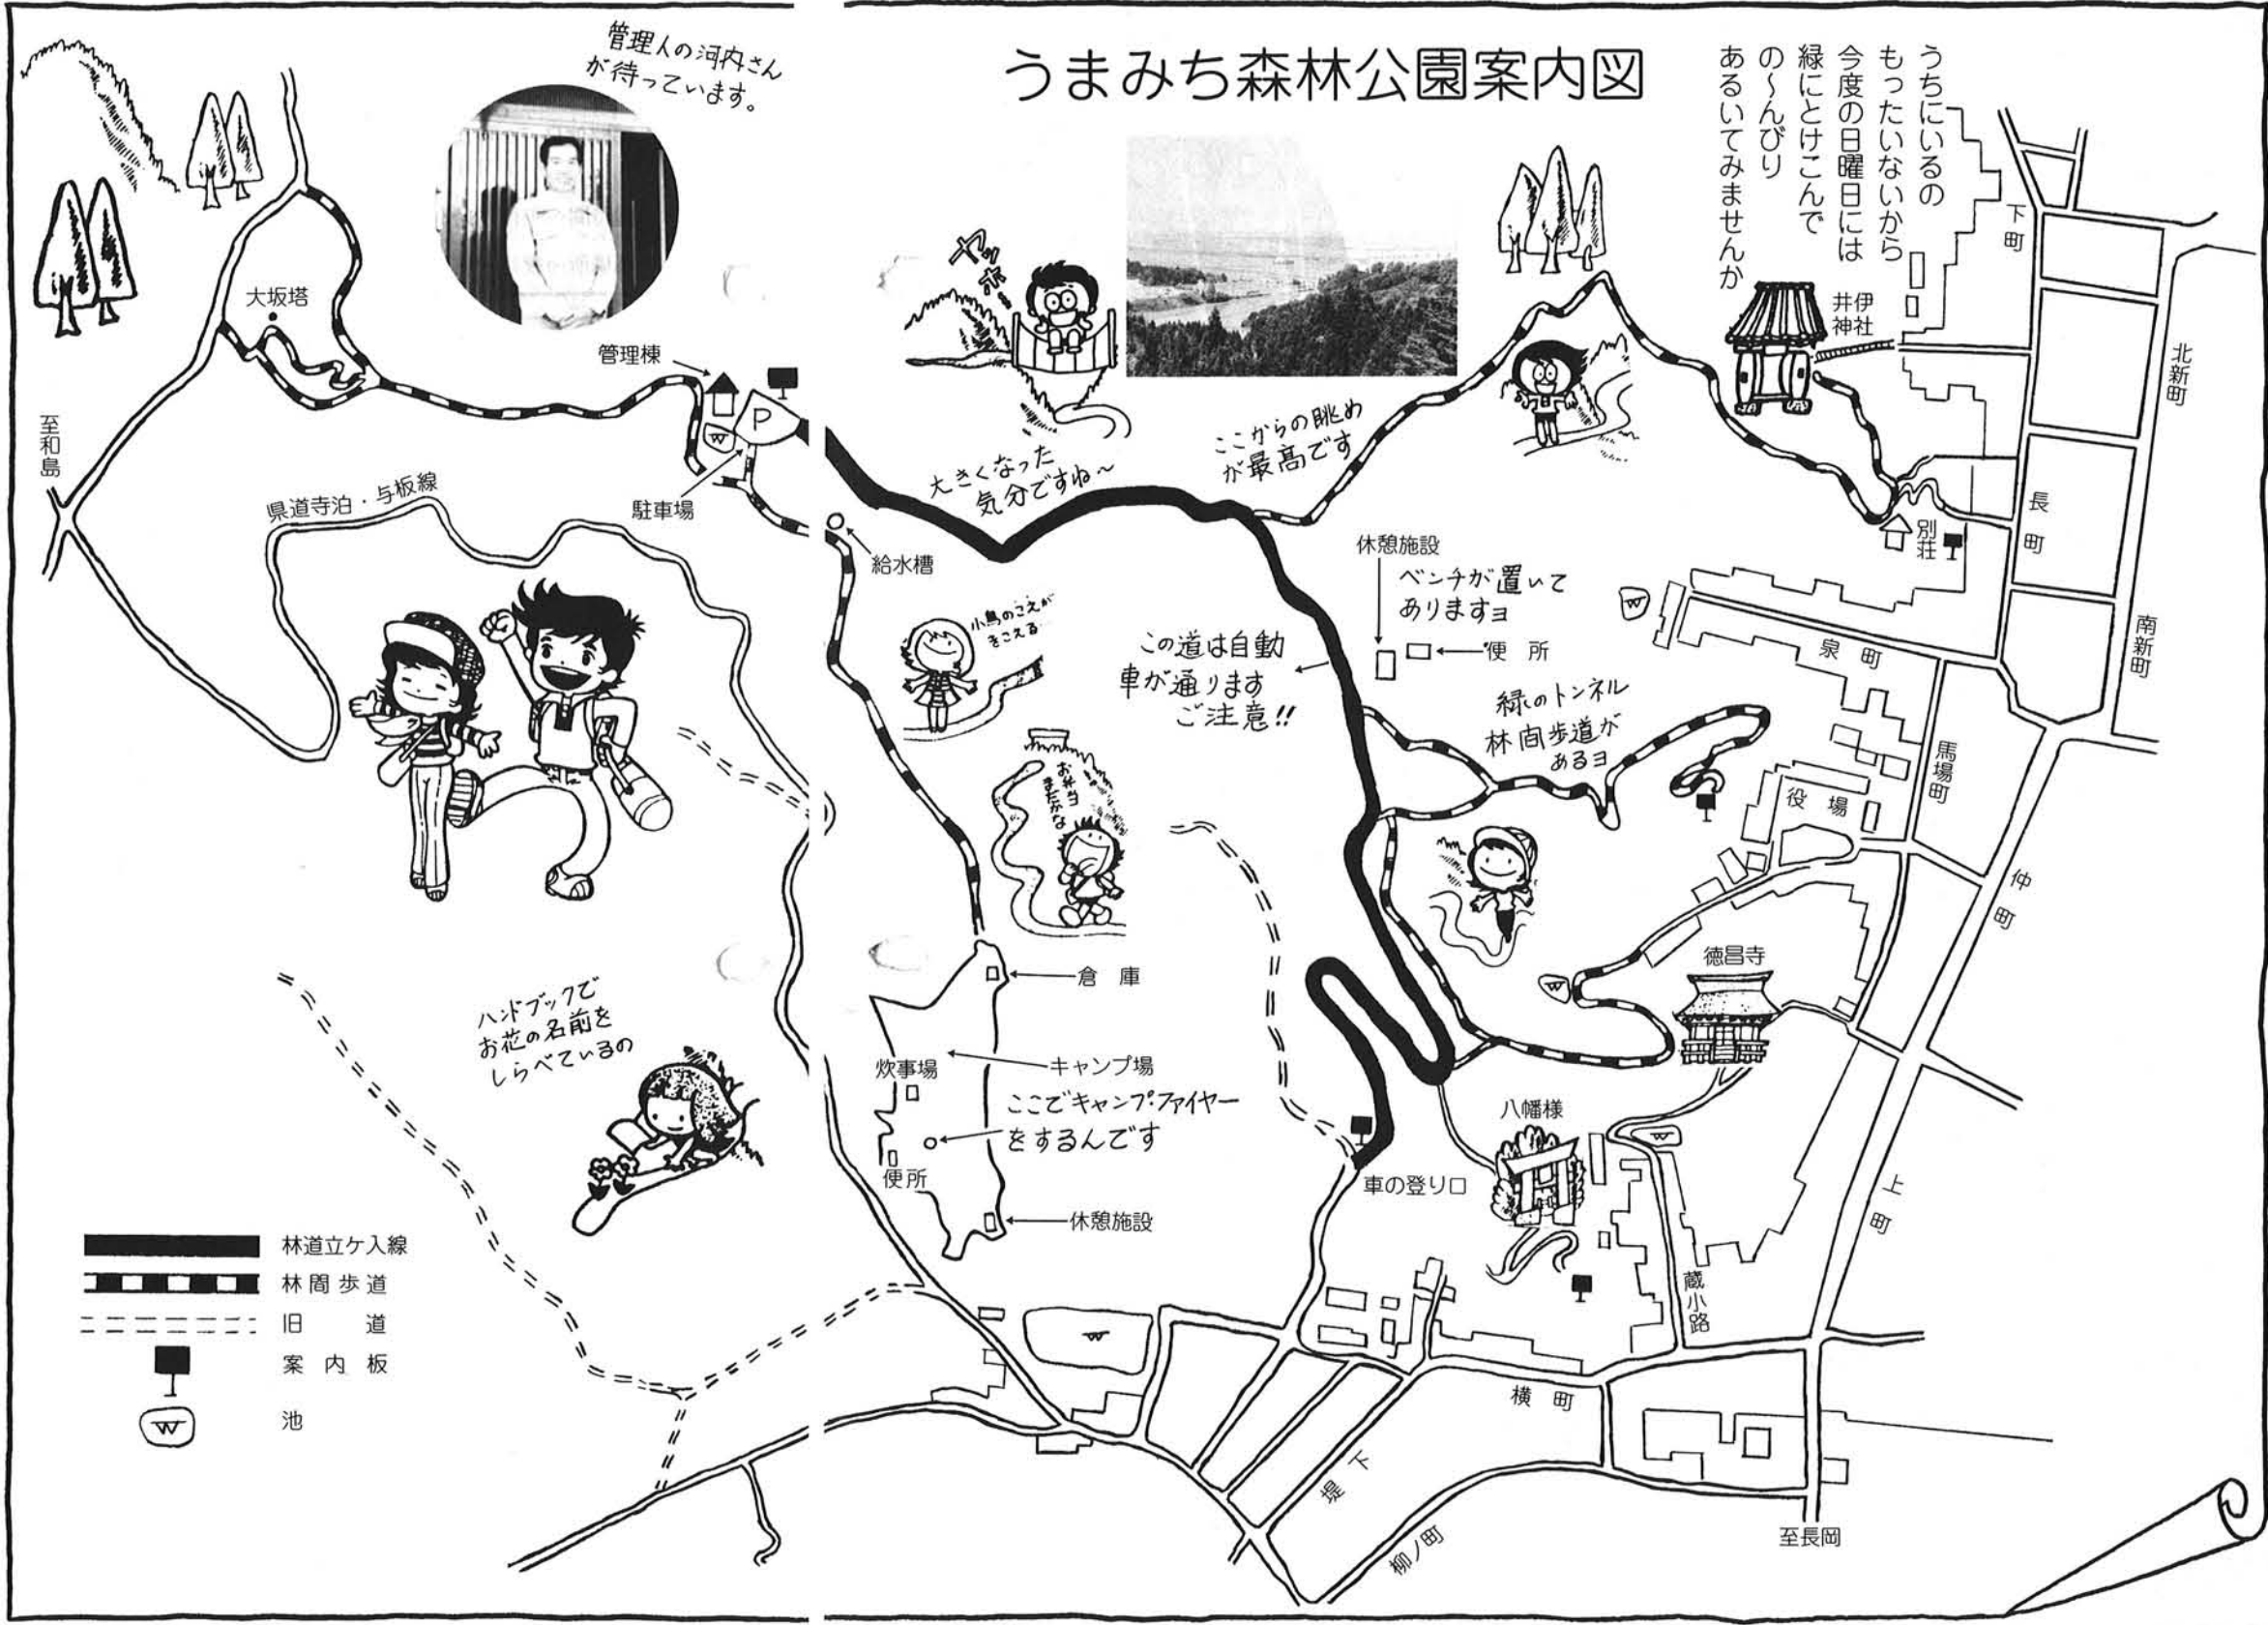 うまみち森林公園案内図
うちにいるの
もったいないから
今度の日曜日には
緑にとけこんで
の〜んびり
あるいてみませんか
管理人の河内さん
が待っています。
大坂塔
管理棟
P
駐車場
至和島
県道寺泊・与板線
給水槽
ヤッホー
大きくなった
気分ですね〜
ここからの眺め
が最高です
伊井神社
下町
北新町
長町
別荘
南新町
泉町
馬場町
役場
仲町
休憩施設
ベンチが置いて
ありますヨ
便所
この道は自動
車が通ります
ご注意!!
緑のトンネル
林間歩道が
あるヨ
小鳥のこえが
きこえる…
お弁当
まだかな
徳昌寺
倉庫
キャンプ場
炊事場
ここでキャンプ・ファイヤー
をするんです
便所
休憩施設
ハンドブックで
お花の名前を
しらべているの
八幡様
車の登り口
上町
蔵小路
横町
堤下
柳ノ町
至長岡
林道立ケ入線
林間歩道
旧道
案内板
池